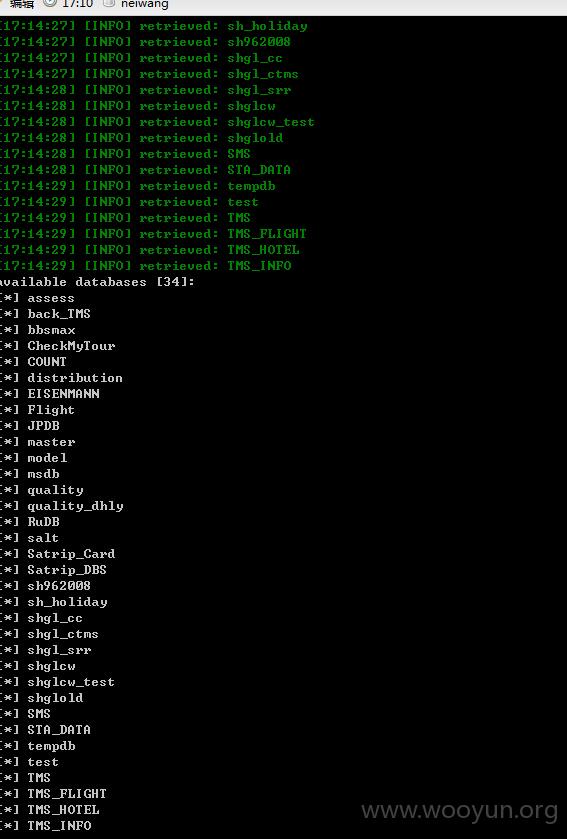 编辑 17:10 neiwang
[17:14:27] [INFO] retrieved: sh_holiday
[17:14:27] [INFO] retrieved: sh962008
[17:14:27] [INFO] retrieved: shgl_cc
[17:14:27] [INFO] retrieved: shgl_ctms
[17:14:28] [INFO] retrieved: shgl_srr
[17:14:28] [INFO] retrieved: shglcw
[17:14:28] [INFO] retrieved: shglcw_test
[17:14:28] [INFO] retrieved: shglold
[17:14:28] [INFO] retrieved: SMS
[17:14:28] [INFO] retrieved: STA_DATA
[17:14:29] [INFO] retrieved: tempdb
[17:14:29] [INFO] retrieved: test
[17:14:29] [INFO] retrieved: TMS
[17:14:29] [INFO] retrieved: TMS_FLIGHT
[17:14:29] [INFO] retrieved: TMS_HOTEL
[17:14:29] [INFO] retrieved: TMS_INFO
available databases [34]:
[*] assess
[*] back_TMS
[*] bbsmax
[*] CheckMyTour
[*] COUNT
[*] distribution
[*] EISENMANN
[*] Flight
[*] JPDB
[*] master
[*] model
[*] msdb
[*] quality
[*] quality_dhly
[*] RuDB
[*] salt
[*] Satrip_Card
[*] Satrip_DBS
[*] sh962008
[*] sh_holiday
[*] shgl_cc
[*] shgl_ctms
[*] shgl_srr
[*] shglcw
[*] shglcw_test
[*] shglold
[*] SMS
[*] STA_DATA
[*] tempdb
[*] test
[*] TMS
[*] TMS_FLIGHT
[*] TMS_HOTEL
[*] TMS_INFO
www.wooyun.org